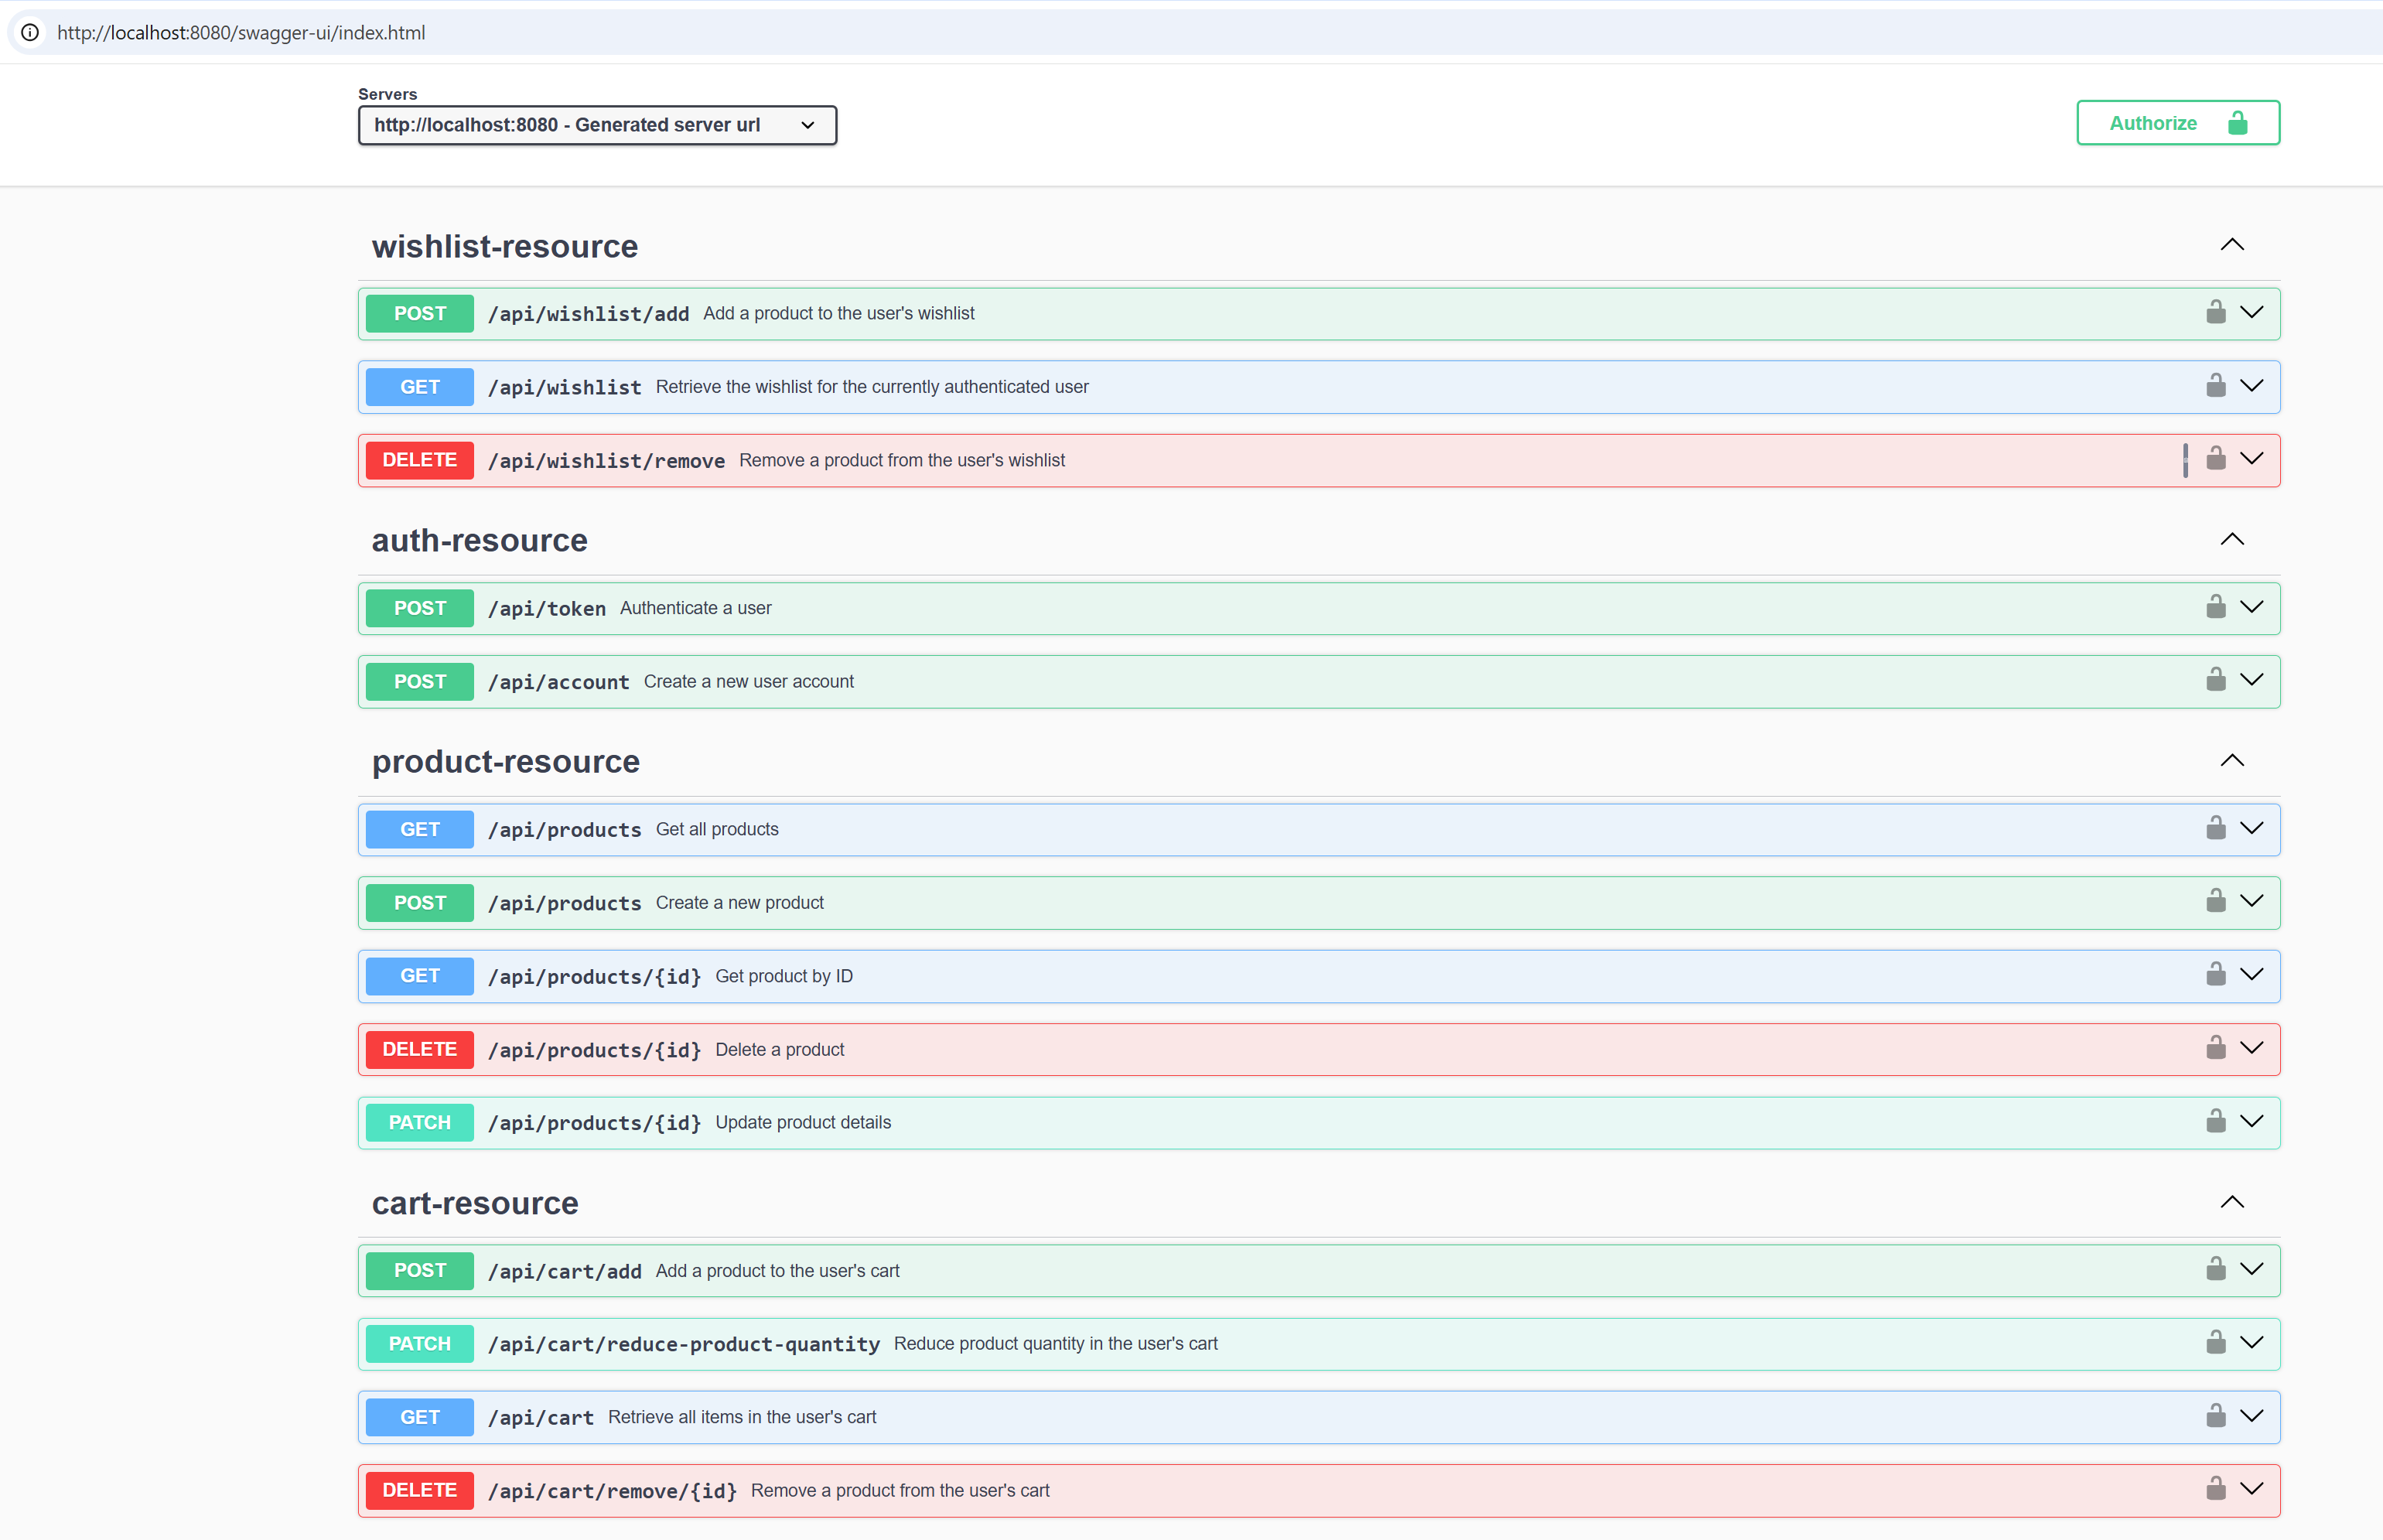 http://localhost:8080/swagger-ui/index.html
Servers
http://localhost:8080 - Generated server url
Authorize
wishlist-resource
POST /api/wishlist/add Add a product to the user's wishlist
GET /api/wishlist Retrieve the wishlist for the currently authenticated user
DELETE /api/wishlist/remove Remove a product from the user's wishlist
auth-resource
POST /api/token Authenticate a user
POST /api/account Create a new user account
product-resource
GET /api/products Get all products
POST /api/products Create a new product
GET /api/products/{id} Get product by ID
DELETE /api/products/{id} Delete a product
PATCH /api/products/{id} Update product details
cart-resource
POST /api/cart/add Add a product to the user's cart
PATCH /api/cart/reduce-product-quantity Reduce product quantity in the user's cart
GET /api/cart Retrieve all items in the user's cart
DELETE /api/cart/remove/{id} Remove a product from the user's cart